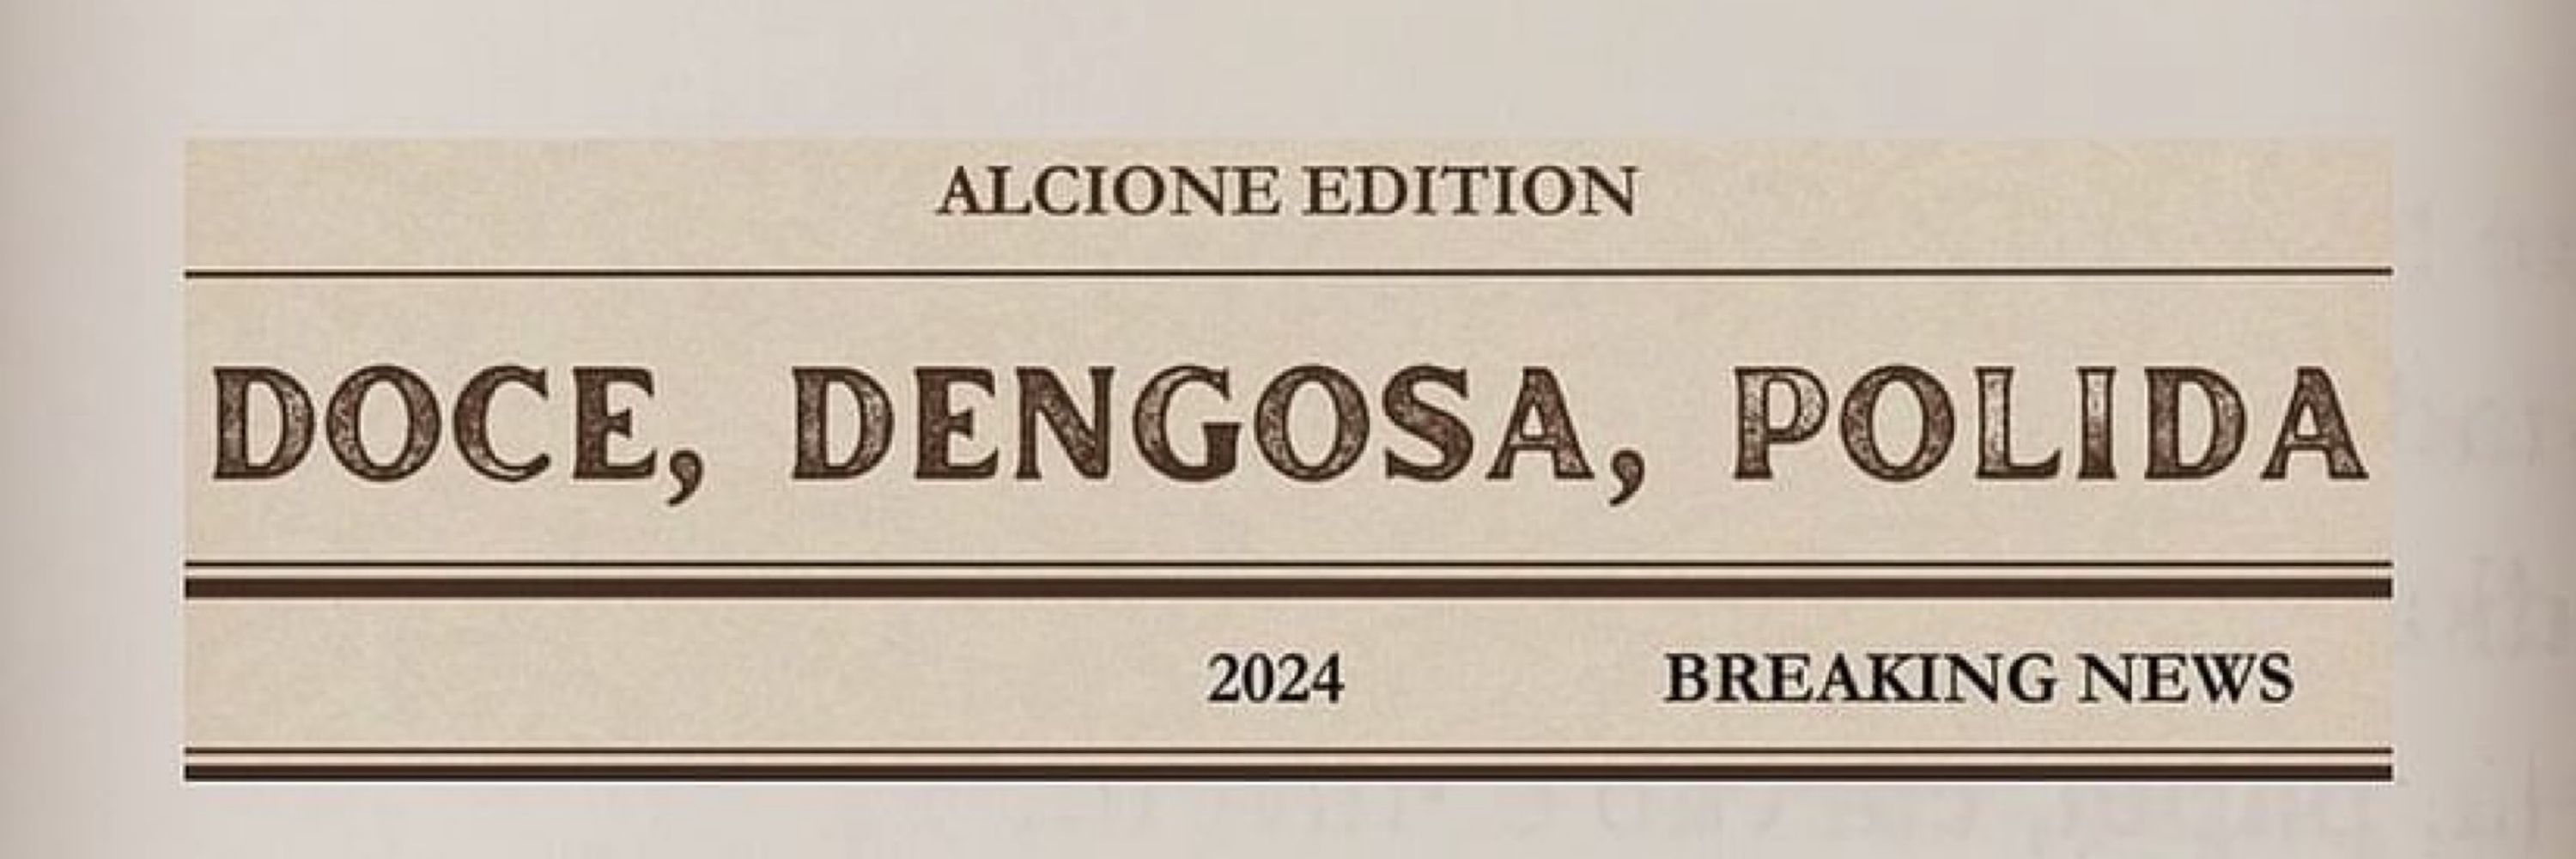 ALCIONE EDITION
DOCE, DENGOSA, POLIDA
2024 BREAKING NEWS